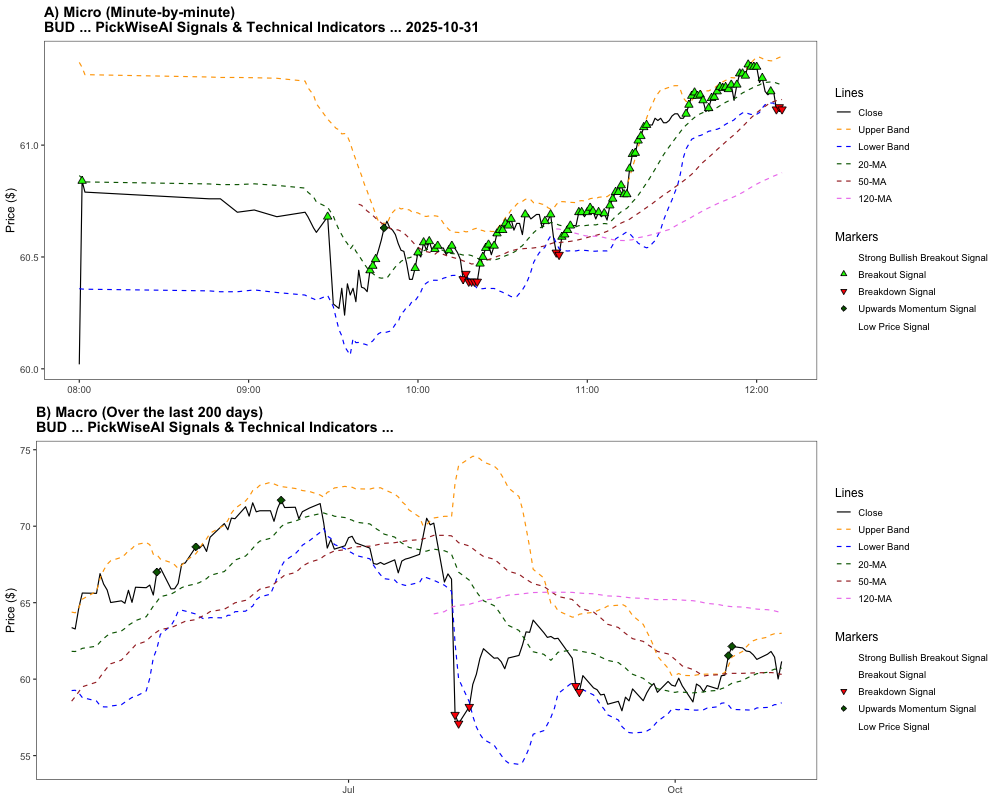 A) Micro (Minute-by-minute)
BUD ... PickWiseAI Signals & Technical Indicators ... 2025-10-31
Price ($)
61.0
60.5
60.0
08:00
09:00
10:00
11:00
12:00
Lines
Close
Upper Band
Lower Band
20-MA
50-MA
120-MA
Markers
Strong Bullish Breakout Signal
Breakout Signal
Breakdown Signal
Upwards Momentum Signal
Low Price Signal
B) Macro (Over the last 200 days)
BUD ... PickWiseAI Signals & Technical Indicators ...
Price ($)
75
70
65
60
55
Jul
Oct
Lines
Close
Upper Band
Lower Band
20-MA
50-MA
120-MA
Markers
Strong Bullish Breakout Signal
Breakout Signal
Breakdown Signal
Upwards Momentum Signal
Low Price Signal